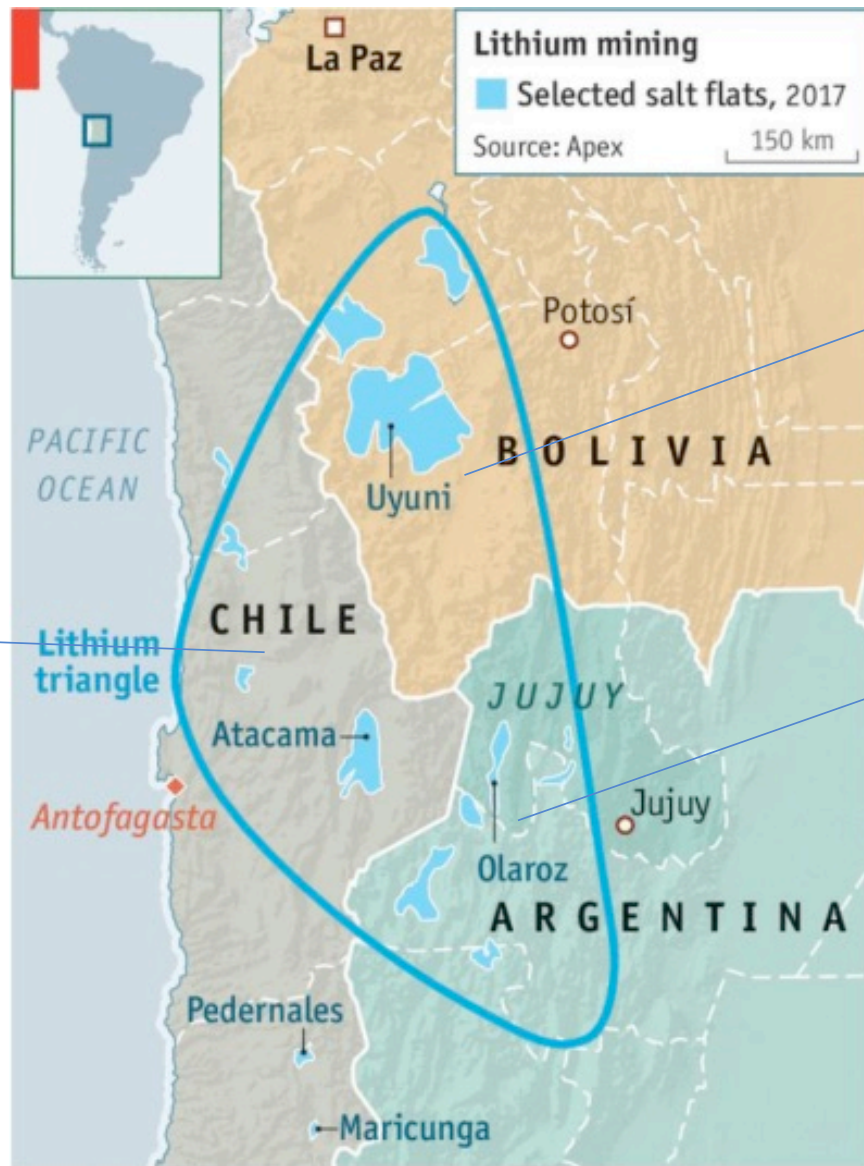 La Paz
Lithium mining
Selected salt flats, 2017
Source: Apex
150 km
Potosí
PACIFIC
OCEAN
BOLIVIA
Uyuni
CHILE
Lithium
triangle
JUJUY
Atacama
Antofagasta
Jujuy
Olaroz
ARGENTINA
Pedernales
Maricunga